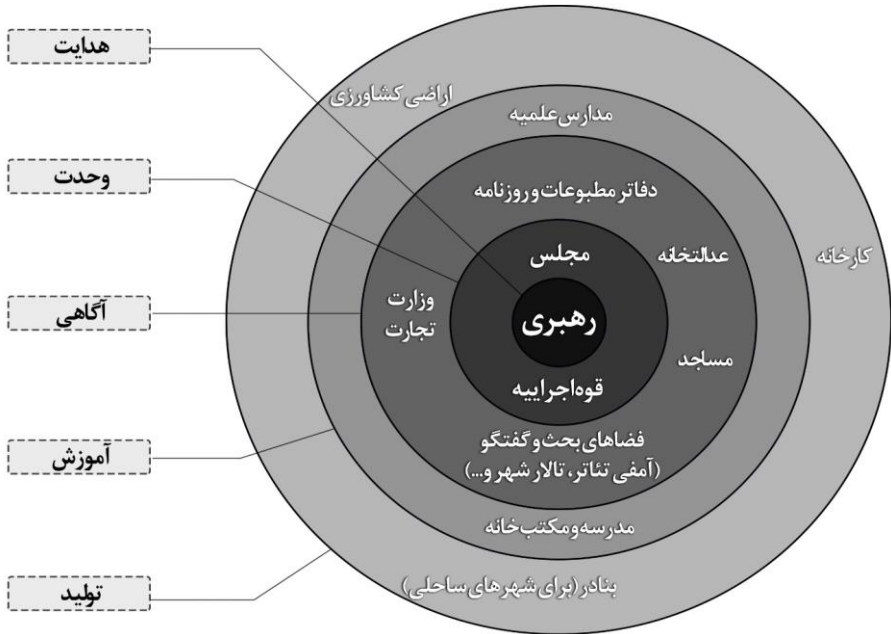 هدایت
وحدت
آگاهی
آموزش
تولید
اراضی کشاورزی
مدارس علمیه
دفاتر مطبوعات و روزنامه
مجلس
عدالتخانه
کارخانه
وزارت
تجارت
رهبری
مساجد
قوه اجراییه
فضاهای بحث و گفتگو
(آمفی تئاتر، تالار شهر و...)
مدرسه و مکتب خانه
بنادر (برای شهرهای ساحلی)